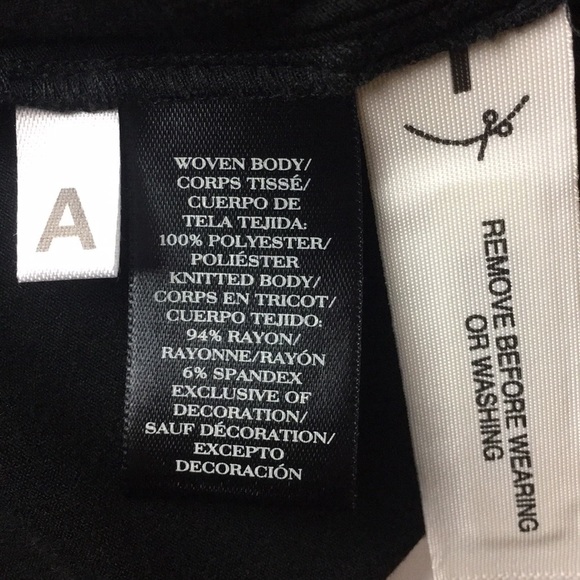 A
WOVEN BODY/
CORPS TISSÉ/
CUERPO DE
TELA TEJIDA:
100% POLYESTER/
POLIÉSTER
KNITTED BODY/
CORPS EN TRICOT/
CUERPO TEJIDO:
94% RAYON/
RAYONNE/RAYÓN
6% SPANDEX
EXCLUSIVE OF
DECORATION/
SAUF DÉCORATION/
EXCEPTO
DECORACIÓN
REMOVE BEFORE WEARING
OR WASHING